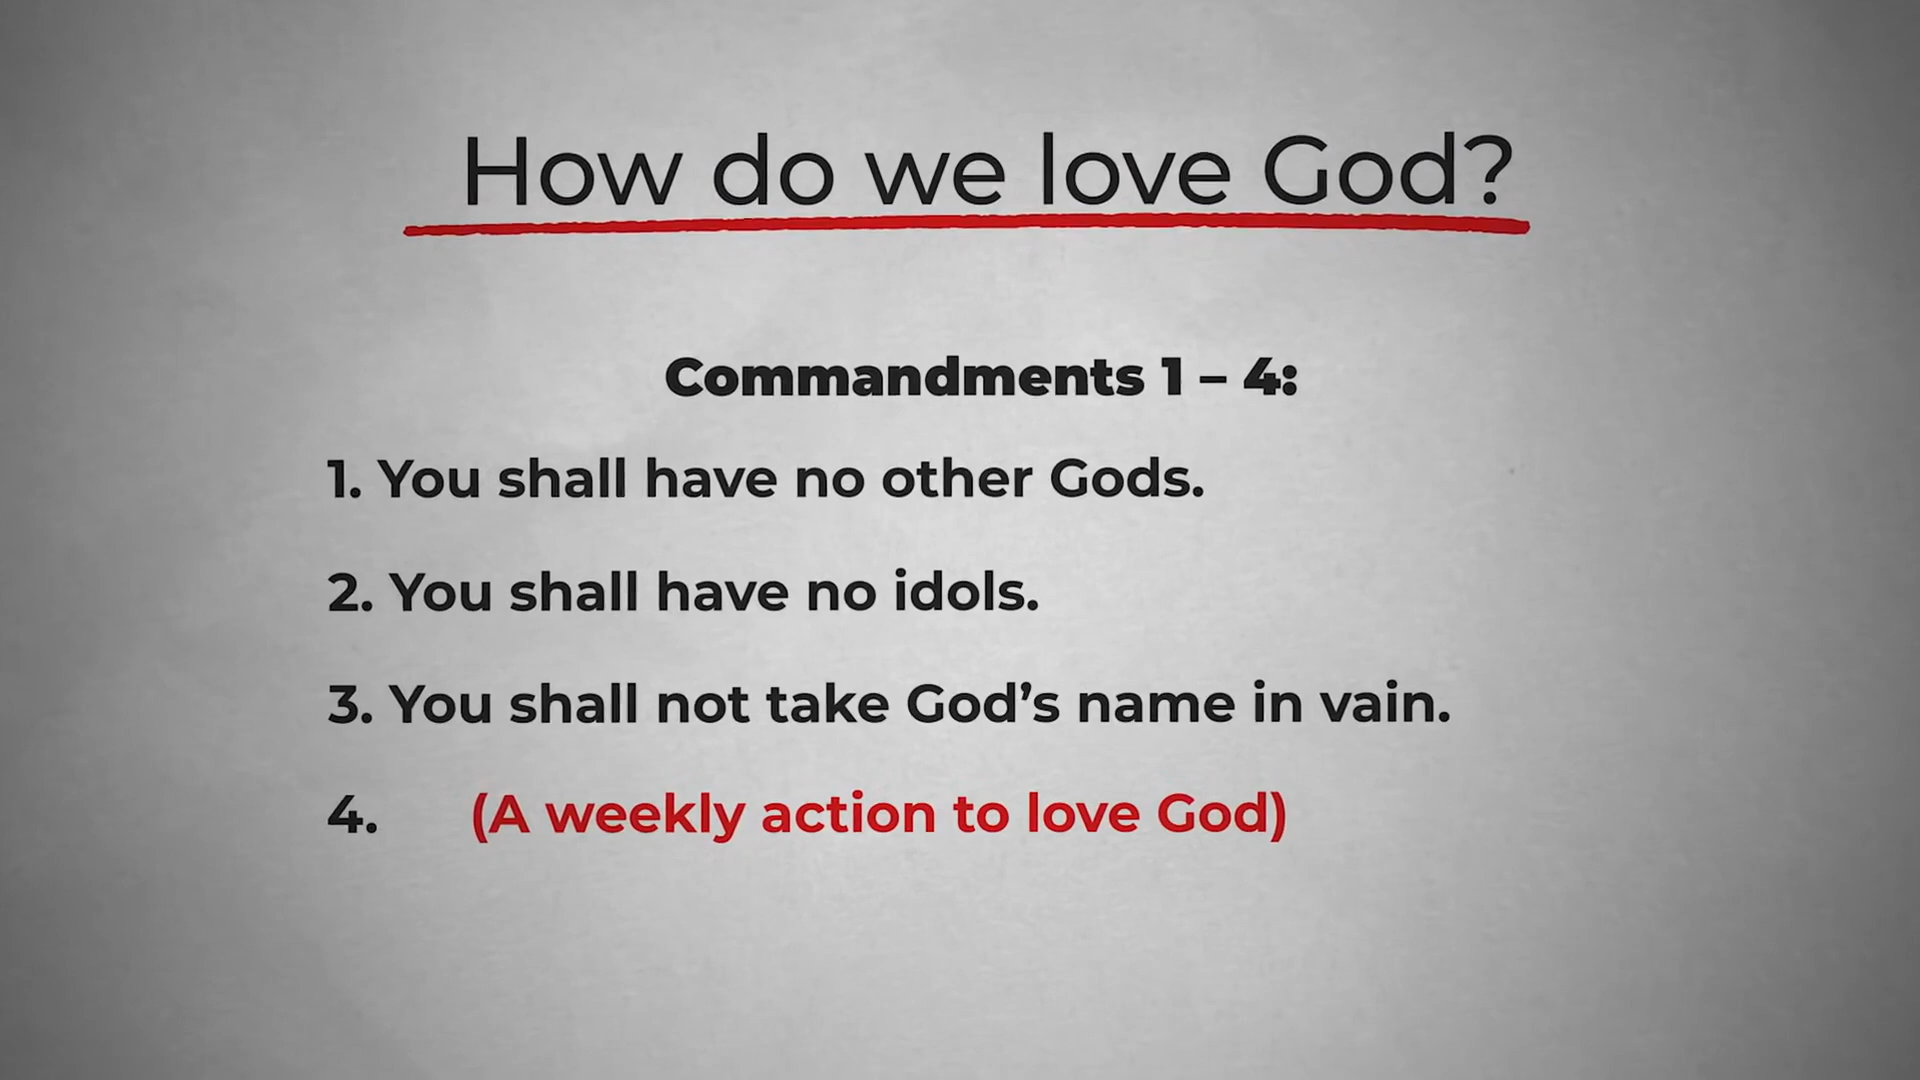 How do we love God?
Commandments 1 – 4:
1. You shall have no other Gods.
2. You shall have no idols.
3. You shall not take God’s name in vain.
4. (A weekly action to love God)